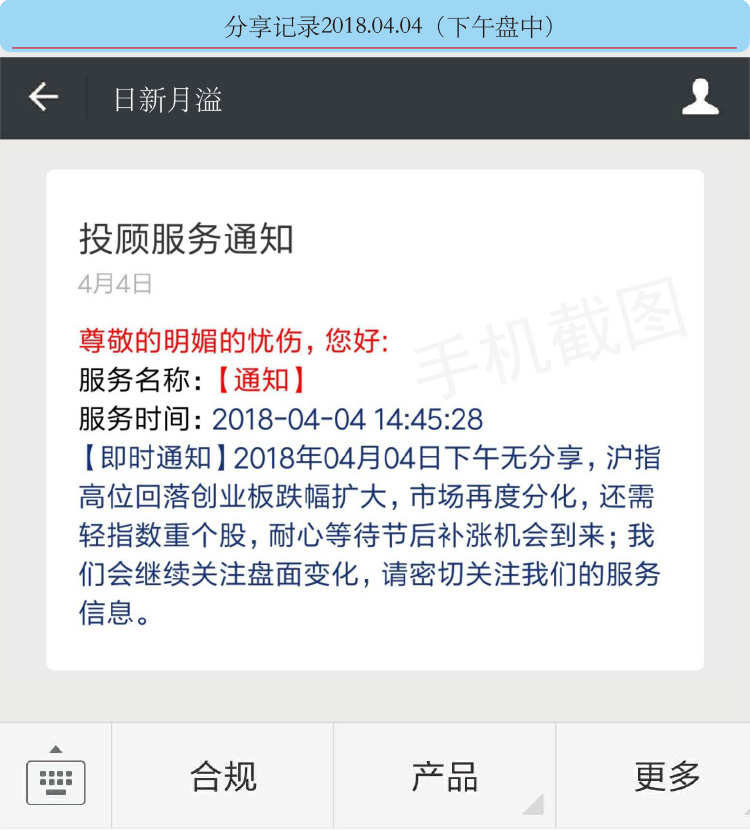 分享记录2018.04.04（下午盘中）
日新月溢
投顾服务通知
4月4日
手机截图
尊敬的明媚的忧伤，您好:
服务名称：【通知】
服务时间: 2018-04-04 14:45:28
【即时通知】2018年04月04日下午无分享，沪指
高位回落创业板跌幅扩大，市场再度分化，还需
轻指数重个股，耐心等待节后补涨机会到来；我
们会继续关注盘面变化，请密切关注我们的服务
信息。
合规
产品
更多